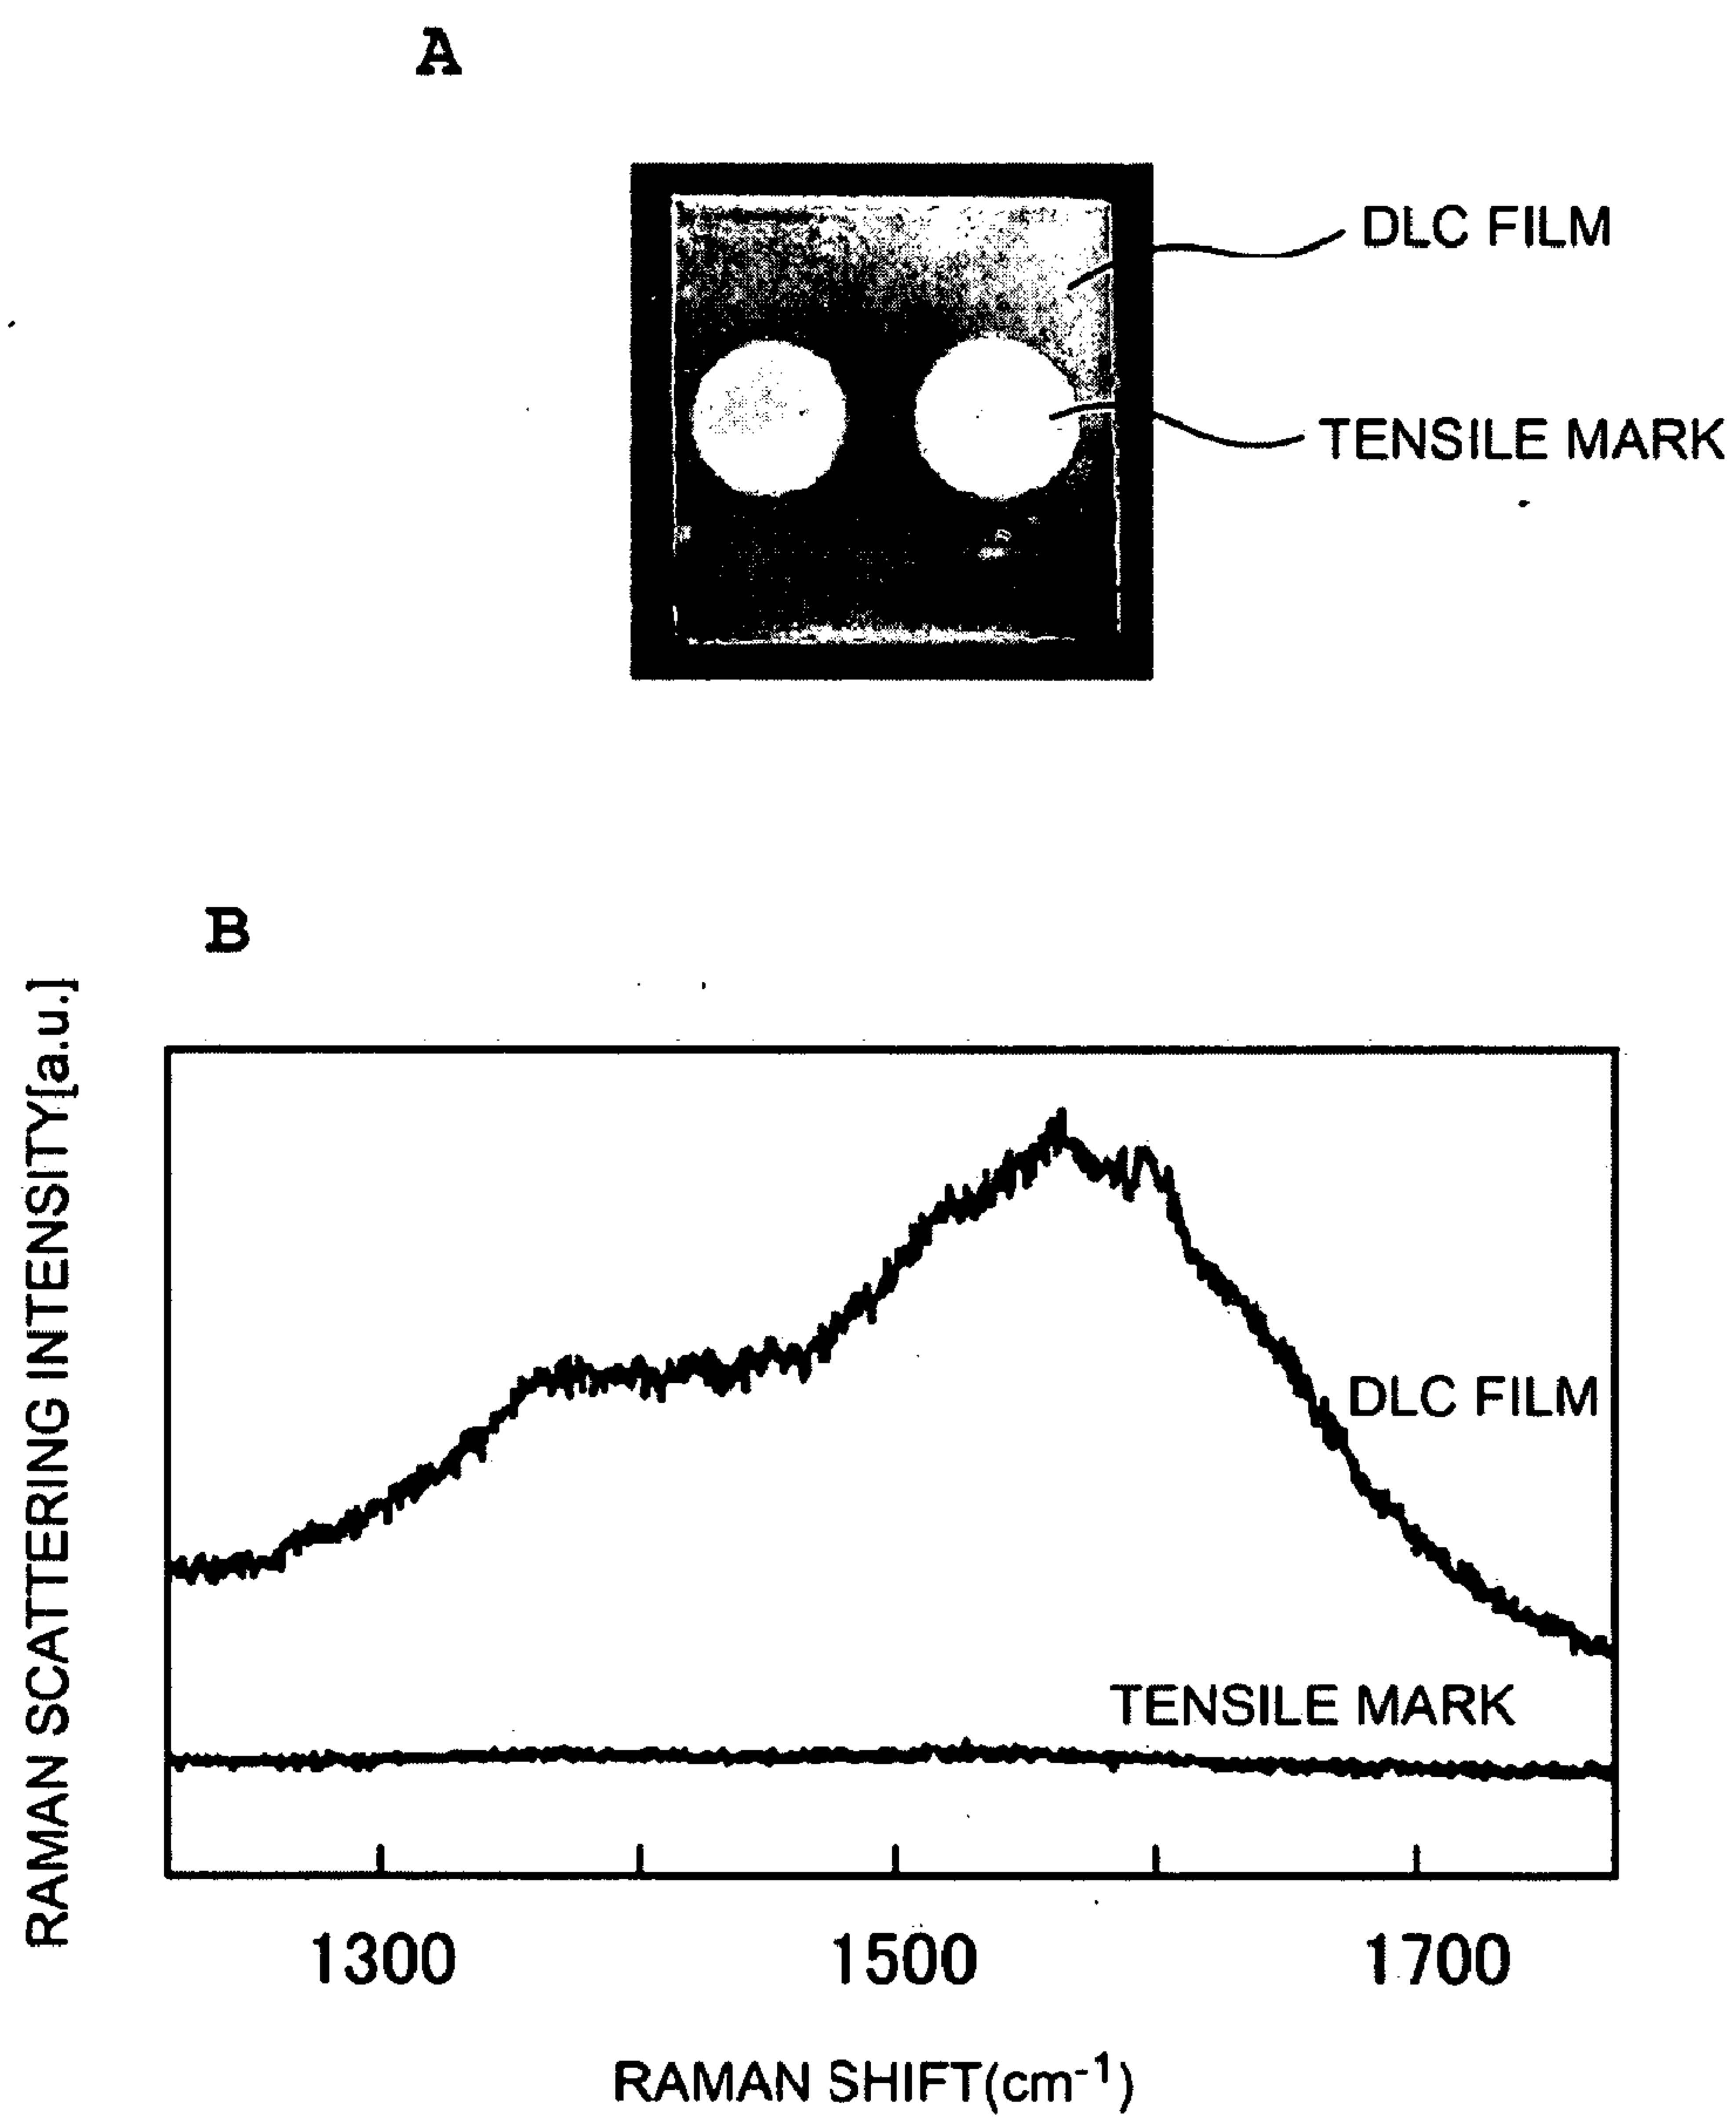 A
DLC FILM
TENSILE MARK
B
RAMAN SCATTERING INTENSITY[a.u.]
DLC FILM
TENSILE MARK
1300 1500 1700
RAMAN SHIFT(cm⁻¹)